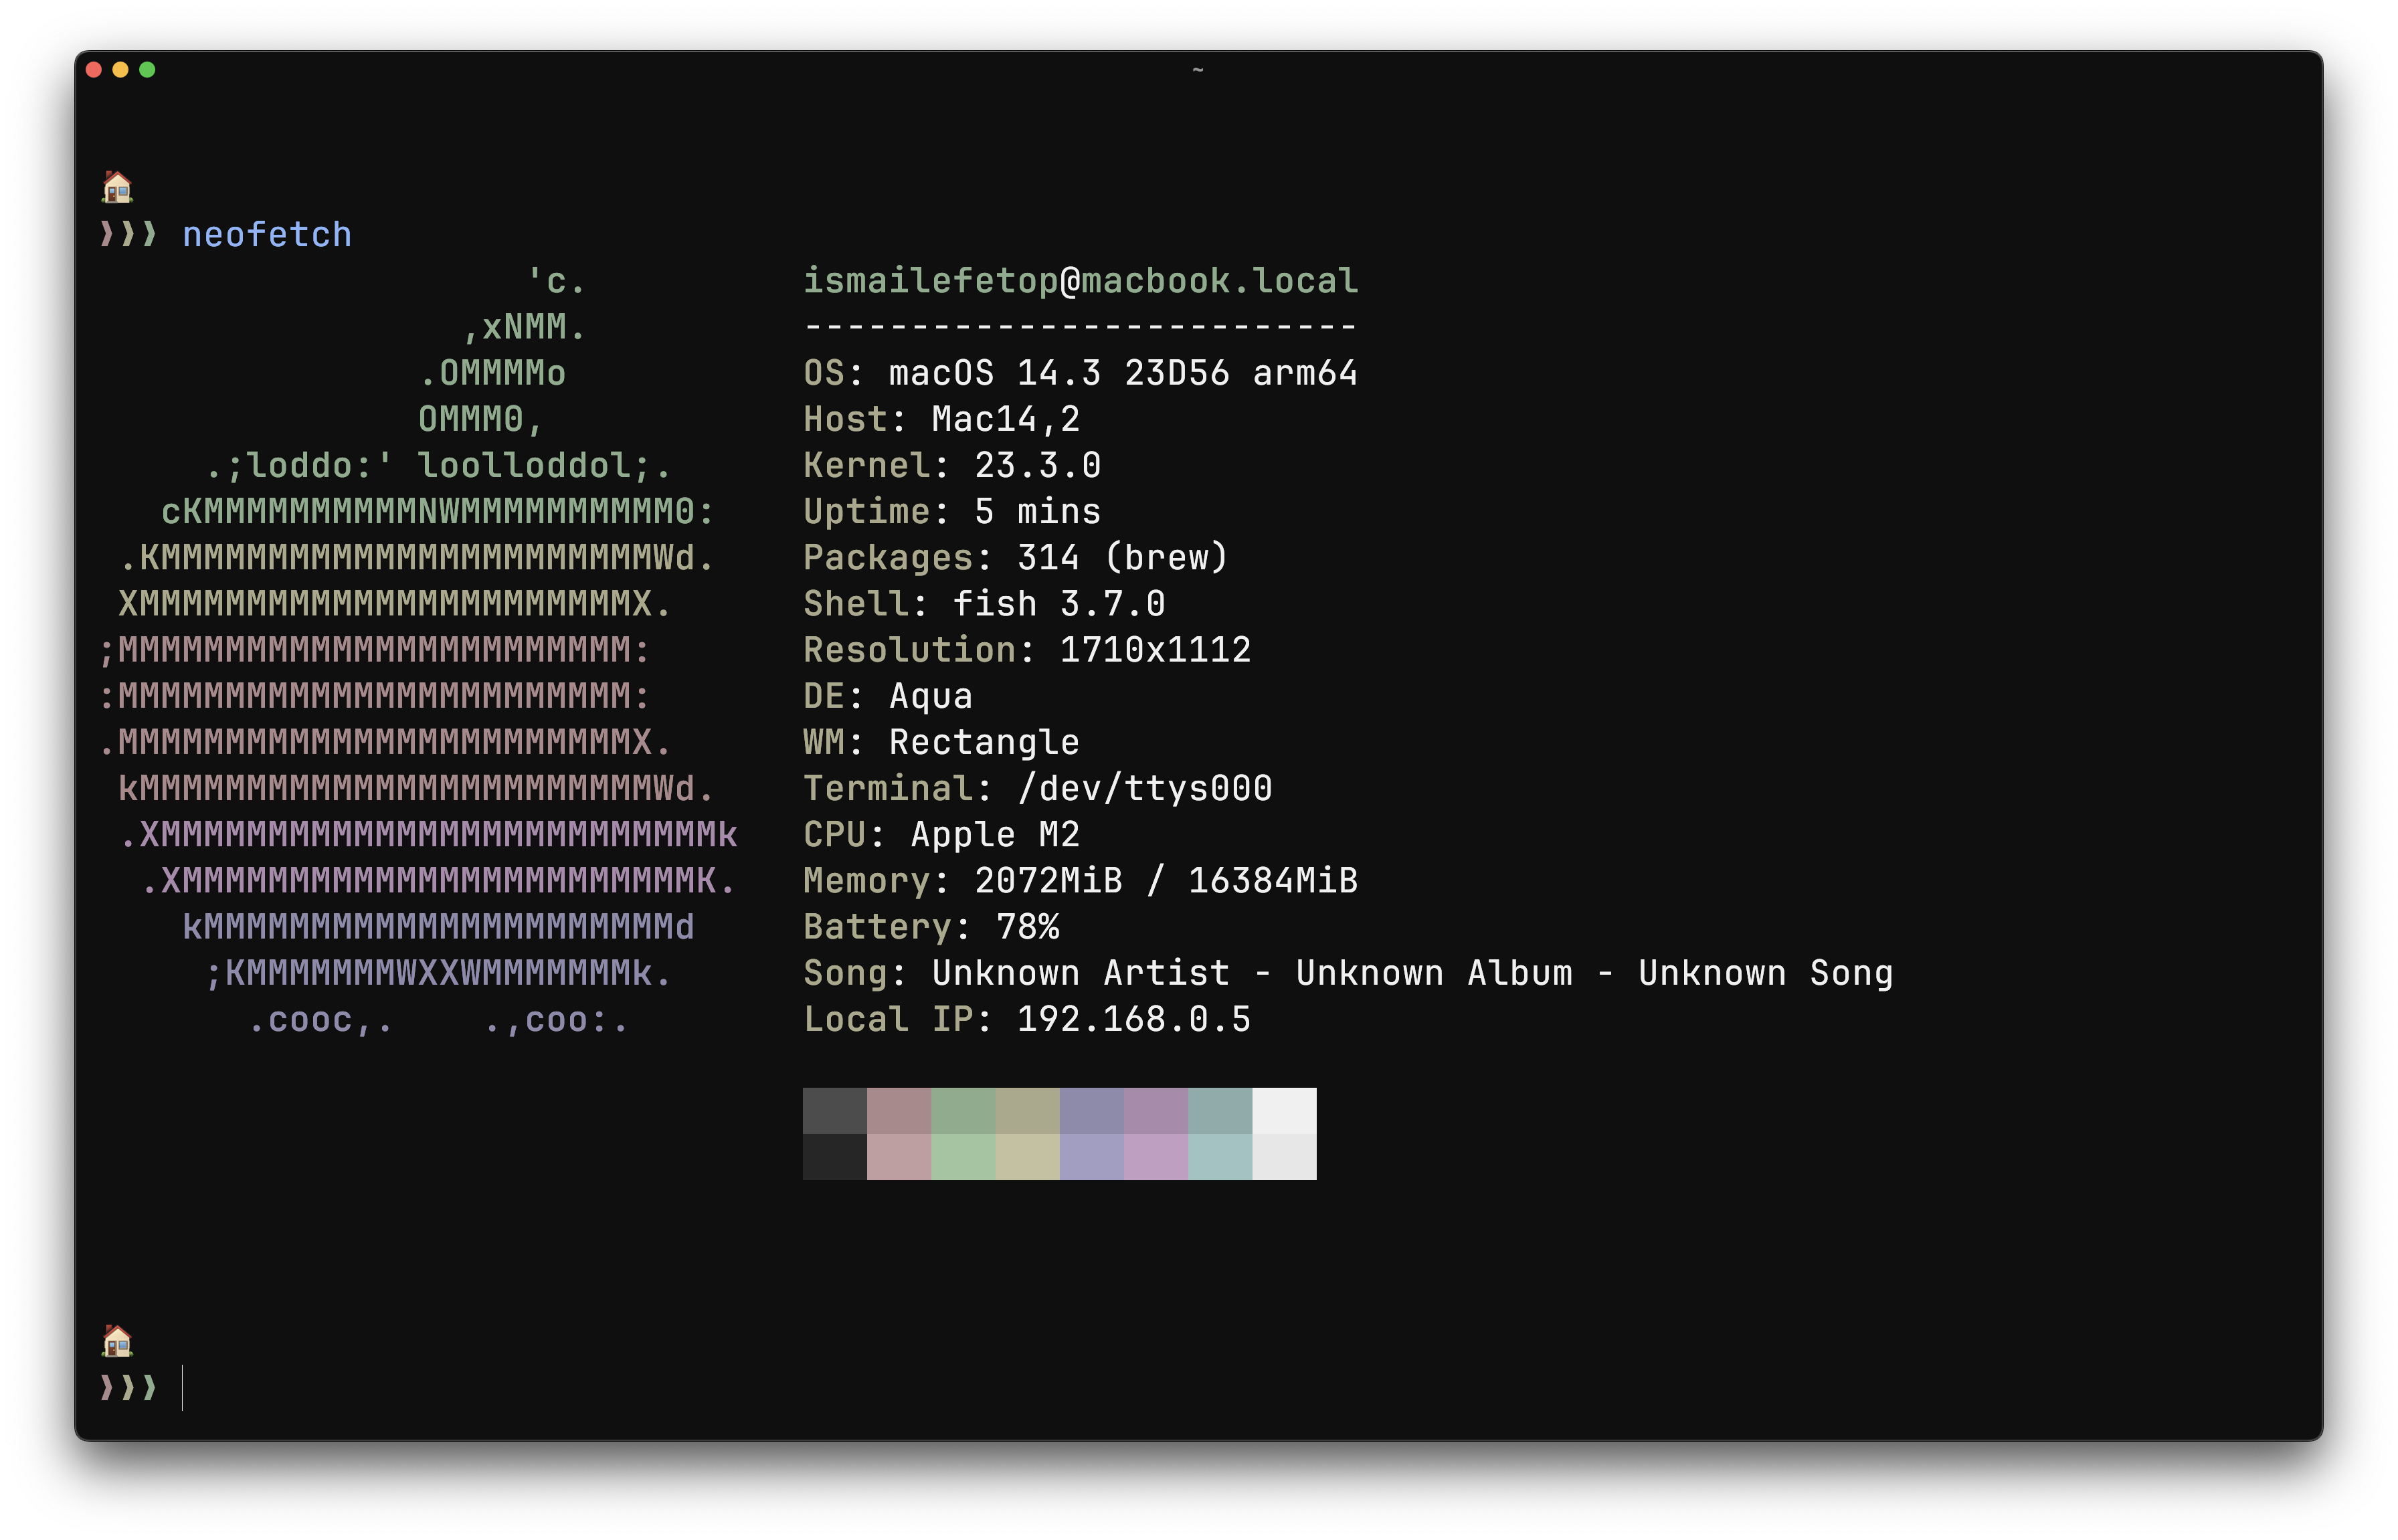 ~
❯❯❯ neofetch
                    'c.          ismailefetop@macbook.local
                 ,xNMM.          --------------------------
               .OMMMMo           OS: macOS 14.3 23D56 arm64
               OMMM0,            Host: Mac14,2
     .;loddo:' loolloddol;.      Kernel: 23.3.0
   cKMMMMMMMMMMNWMMMMMMMMMM0:    Uptime: 5 mins
 .KMMMMMMMMMMMMMMMMMMMMMMMWd.    Packages: 314 (brew)
 XMMMMMMMMMMMMMMMMMMMMMMMX.      Shell: fish 3.7.0
;MMMMMMMMMMMMMMMMMMMMMMMM:       Resolution: 1710x1112
:MMMMMMMMMMMMMMMMMMMMMMMM:       DE: Aqua
.MMMMMMMMMMMMMMMMMMMMMMMMX.      WM: Rectangle
 kMMMMMMMMMMMMMMMMMMMMMMMMWd.    Terminal: /dev/ttys000
 .XMMMMMMMMMMMMMMMMMMMMMMMMMMk   CPU: Apple M2
  .XMMMMMMMMMMMMMMMMMMMMMMMMK.   Memory: 2072MiB / 16384MiB
    kMMMMMMMMMMMMMMMMMMMMMMd     Battery: 78%
     ;KMMMMMMMWXXWMMMMMMMk.      Song: Unknown Artist - Unknown Album - Unknown Song
       .cooc,.    .,coo:.        Local IP: 192.168.0.5
❯❯❯